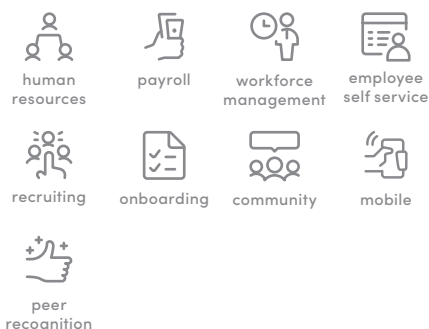 human
resources
payroll
workforce
management
employee
self service
recruiting
onboarding
community
mobile
peer
recognition